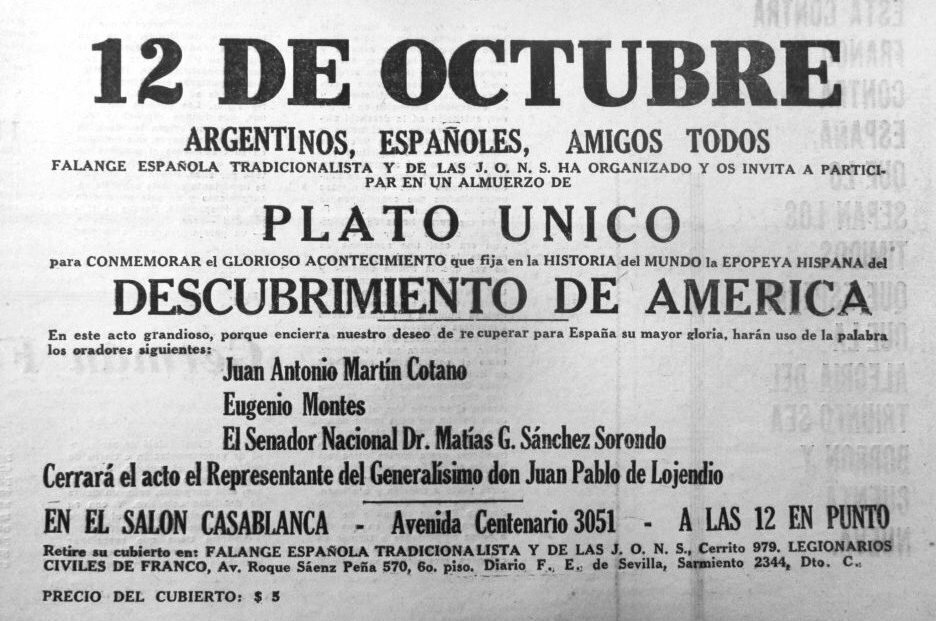 12 DE OCTUBRE
ARGENTINOS, ESPAÑOLES, AMIGOS TODOS
FALANGE ESPAÑOLA TRADICIONALISTA Y DE LAS J. O. N. S. HA ORGANIZADO Y OS INVITA A PARTICI-
PAR EN UN ALMUERZO DE
PLATO UNICO
para CONMEMORAR el GLORIOSO ACONTECIMIENTO que fija en la HISTORIA del MUNDO la EPOPEYA HISPANA del
DESCUBRIMIENTO DE AMERICA
En este acto grandioso, porque encierra nuestro deseo de recuperar para España su mayor gloria, harán uso de la palabra
los oradores siguientes:
Juan Antonio Martín Cotano
Eugenio Montes
El Senador Nacional Dr. Matías G. Sánchez Sorondo
Cerrará el acto el Representante del Generalísimo don Juan Pablo de Lojendio
EN EL SALON CASABLANCA - Avenida Centenario 3051 - A LAS 12 EN PUNTO
Retire su cubierto en: FALANGE ESPAÑOLA TRADICIONALISTA Y DE LAS J. O. N. S., Cerrito 979. LEGIONARIOS
CIVILES DE FRANCO, Av. Roque Sáenz Peña 570, 6o. piso. Diario F., E., de Sevilla, Sarmiento 2344, Dto. C.
PRECIO DEL CUBIERTO: $ 5